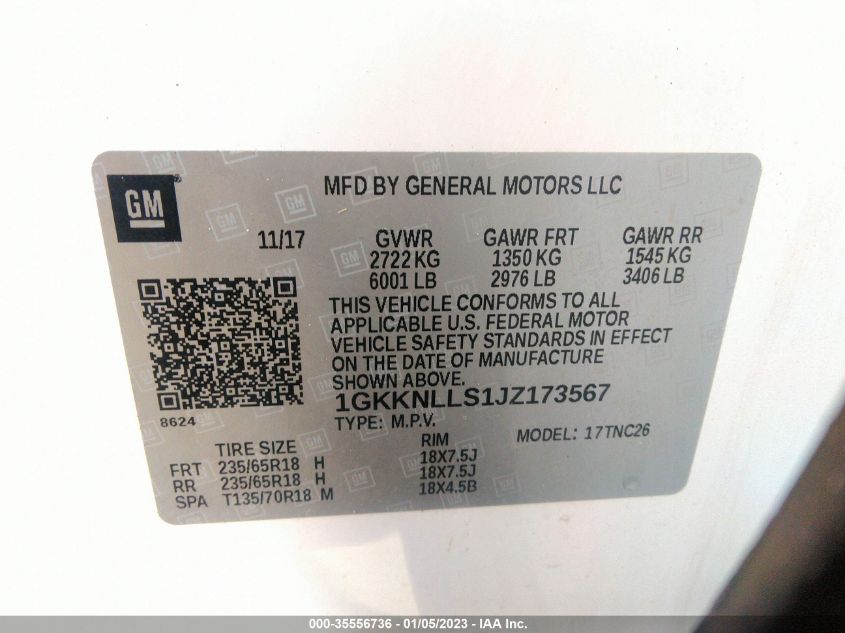 GM
MFD BY GENERAL MOTORS LLC
11/17 GVWR GAWR FRT GAWR RR
2722 KG 1350 KG 1545 KG
6001 LB 2976 LB 3406 LB
THIS VEHICLE CONFORMS TO ALL
APPLICABLE U.S. FEDERAL MOTOR
VEHICLE SAFETY STANDARDS IN EFFECT
ON THE DATE OF MANUFACTURE
SHOWN ABOVE.
1GKKNLLS1JZ173567
8624
TYPE: M.P.V. MODEL: 17TNC26
TIRE SIZE RIM
FRT 235/65R18 H 18X7.5J
RR 235/65R18 H 18X7.5J
SPA T135/70R18 M 18X4.5B
000-35556736 - 01/05/2023 - IAA Inc.